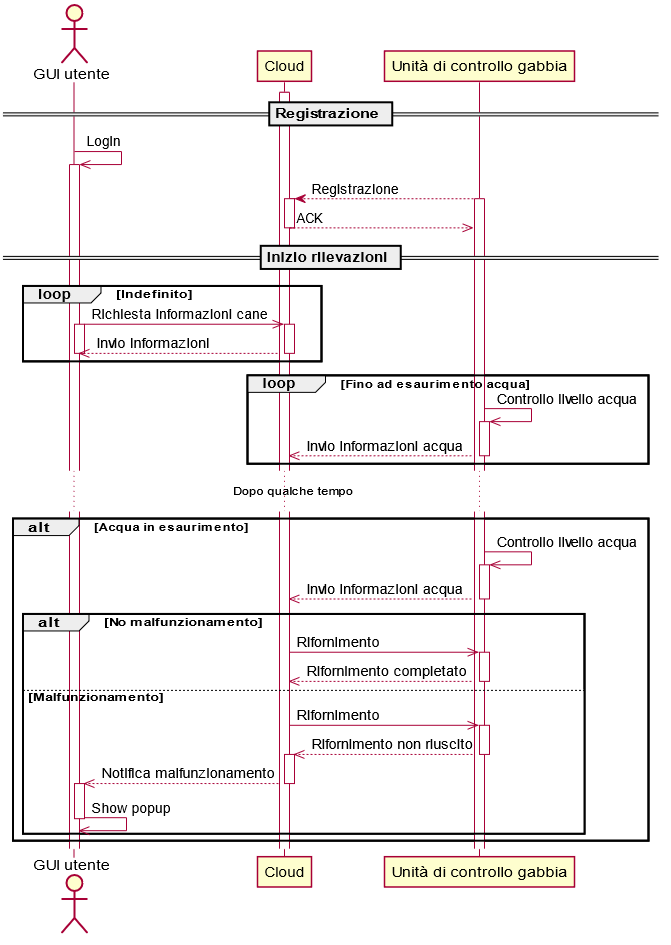 GUI utente
Cloud
Unità di controllo gabbia
Registrazione
Login
Registrazione
ACK
Inizio rilevazioni
loop [Indefinito]
Richiesta informazioni cane
Invio informazioni
loop [Fino ad esaurimento acqua]
Controllo livello acqua
Invio informazioni acqua
Dopo qualche tempo
alt [Acqua in esaurimento]
Controllo livello acqua
Invio informazioni acqua
alt [No malfunzionamento]
Rifornimento
Rifornimento completato
[Malfunzionamento]
Rifornimento
Rifornimento non riuscito
Notifica malfunzionamento
Show popup
GUI utente
Cloud
Unità di controllo gabbia